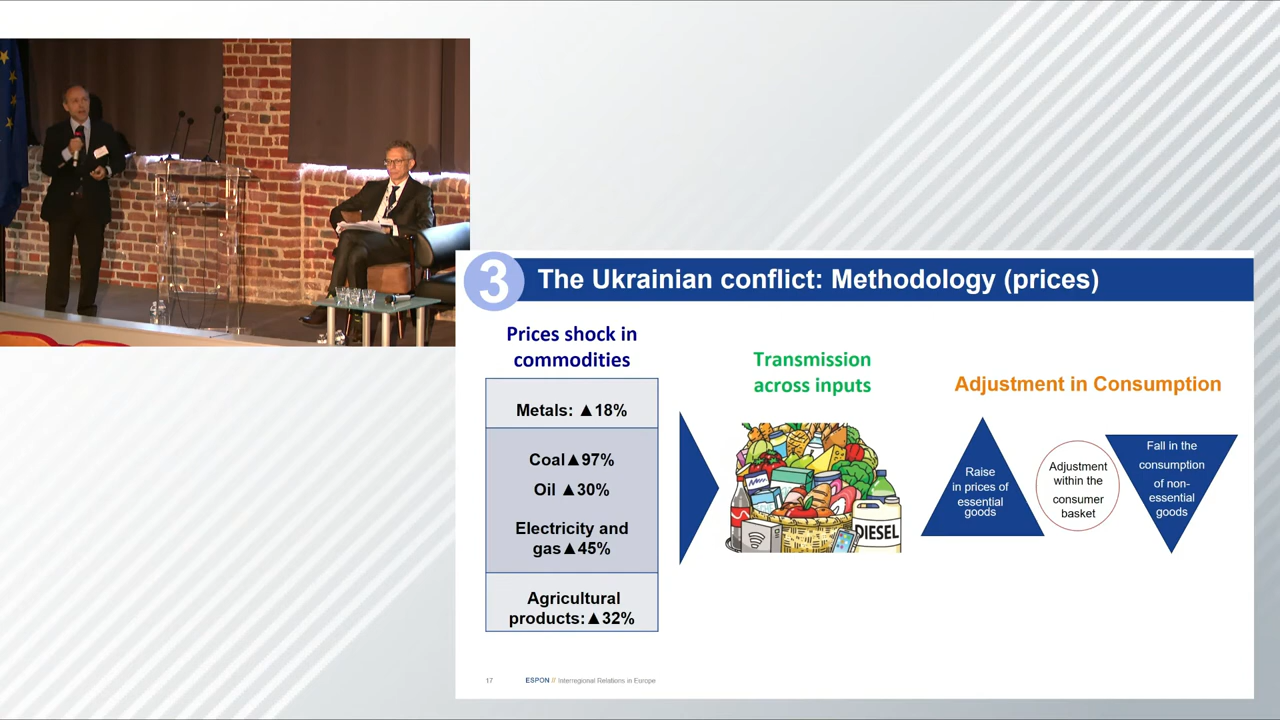 3
The Ukrainian conflict: Methodology (prices)
Prices shock in
commodities
Metals: ▲18%
Coal▲97%
Oil ▲30%
Electricity and
gas▲45%
Agricultural
products:▲32%
Transmission
across inputs
DIESEL
Adjustment in Consumption
Raise
in prices of
essential
goods
Adjustment
within the
consumer
basket
Fall in the
consumption
of non-
essential
goods
17
ESPON // Interregional Relations in Europe